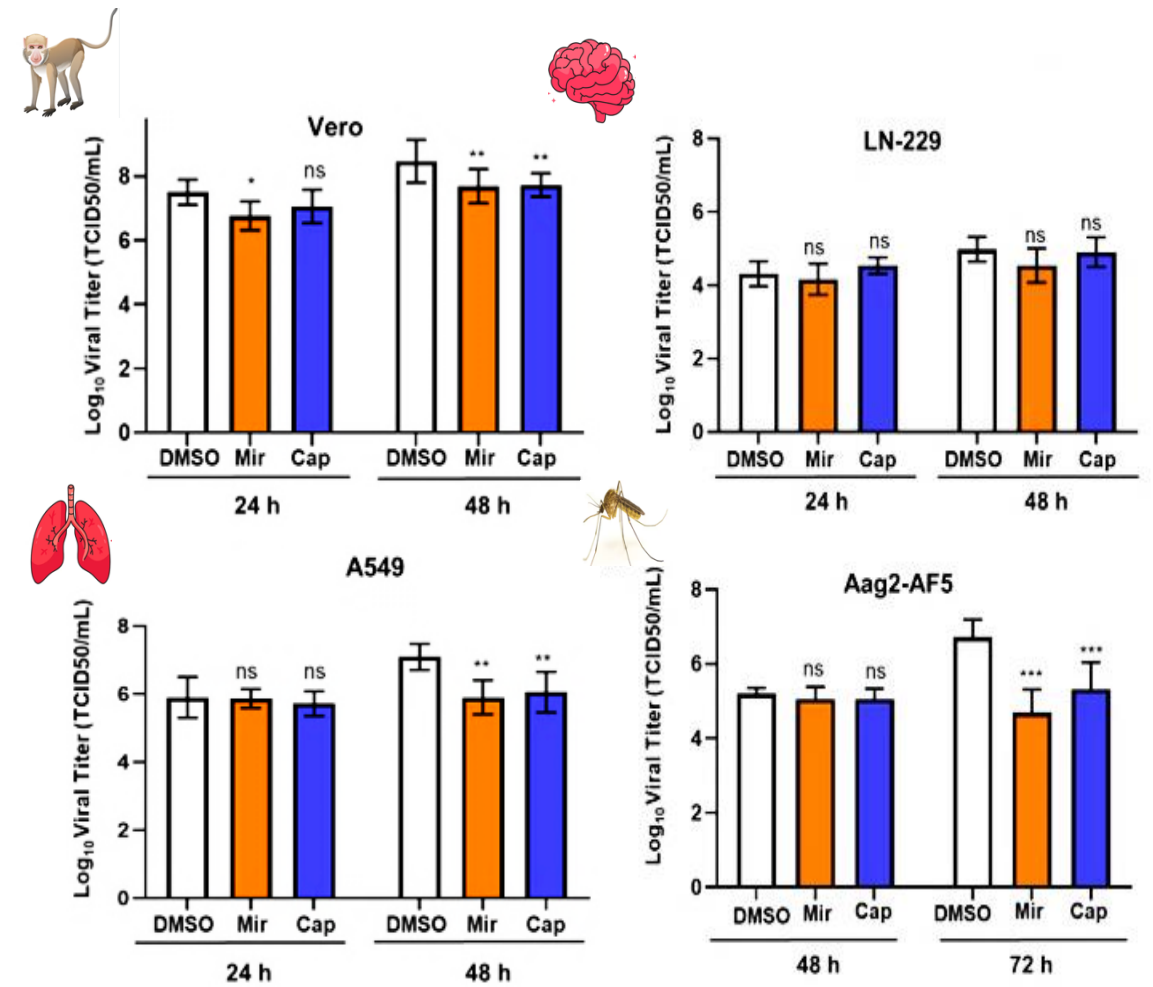 Vero
Log₁₀ Viral Titer (TCID50/mL)
8
6
4
2
0
* ns ** **
DMSO Mir Cap DMSO Mir Cap
24 h 48 h
LN-229
Log₁₀ Viral Titer (TCID50/mL)
8
6
4
2
0
ns ns ns ns
DMSO Mir Cap DMSO Mir Cap
24 h 48 h
A549
Log₁₀ Viral Titer (TCID50/mL)
8
6
4
2
0
ns ns ** **
DMSO Mir Cap DMSO Mir Cap
24 h 48 h
Aag2-AF5
Log₁₀ Viral Titer (TCID50/mL)
8
6
4
2
0
ns ns *** ***
DMSO Mir Cap DMSO Mir Cap
48 h 72 h